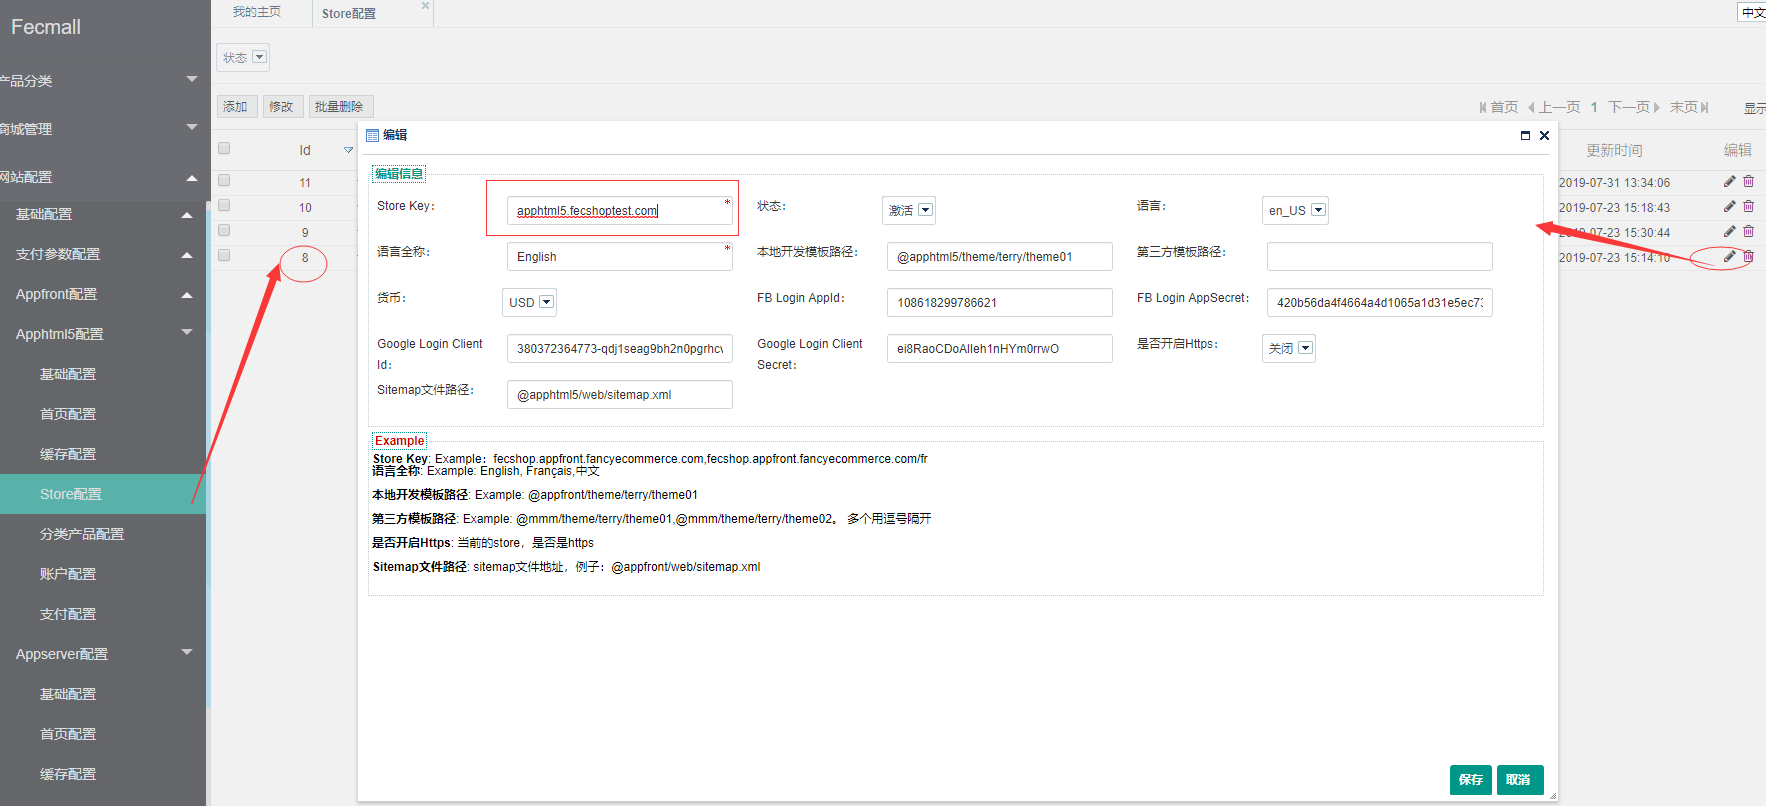 Fecmall
我的主页
Store配置
中文
状态
产品分类
商城管理
网站配置
基础配置
支付参数配置
Appfront配置
Apphtml5配置
基础配置
首页配置
缓存配置
Store配置
分类产品配置
账户配置
支付配置
Appserver配置
基础配置
首页配置
缓存配置
添加 修改 批量删除
首页 上一页 1 下一页 末页 显示
Id 更新时间 编辑
11 2019-07-31 13:34:06
10 2019-07-23 15:18:43
9 2019-07-23 15:30:44
8 2019-07-23 15:14:10
编辑
编辑信息
Store Key： apphtml5.fecshoptest.com * 状态： 激活 语言： en_US
语言全称： English * 本地开发模板路径： @apphtml5/theme/terry/theme01 第三方模板路径：
货币： USD FB Login AppId： 108618299786621 FB Login AppSecret： 420b56da4f4664a4d1065a1d31e5ec73
Google Login Client Id： 380372364773-qdj1seag9bh2n0pgrhcv Google Login Client Secret： ei8RaoCDoAlleh1nHYm0rrwO 是否开启Https： 关闭
Sitemap文件路径： @apphtml5/web/sitemap.xml
Example
Store Key: Example：fecshop.appfront.fancyecommerce.com,fecshop.appfront.fancyecommerce.com/fr
语言全称: Example: English, Français,中文
本地开发模板路径: Example: @appfront/theme/terry/theme01
第三方模板路径: Example: @mmm/theme/terry/theme01,@mmm/theme/terry/theme02。 多个用逗号隔开
是否开启Https: 当前的store，是否是https
Sitemap文件路径: sitemap文件地址，例子：@appfront/web/sitemap.xml
保存 取消